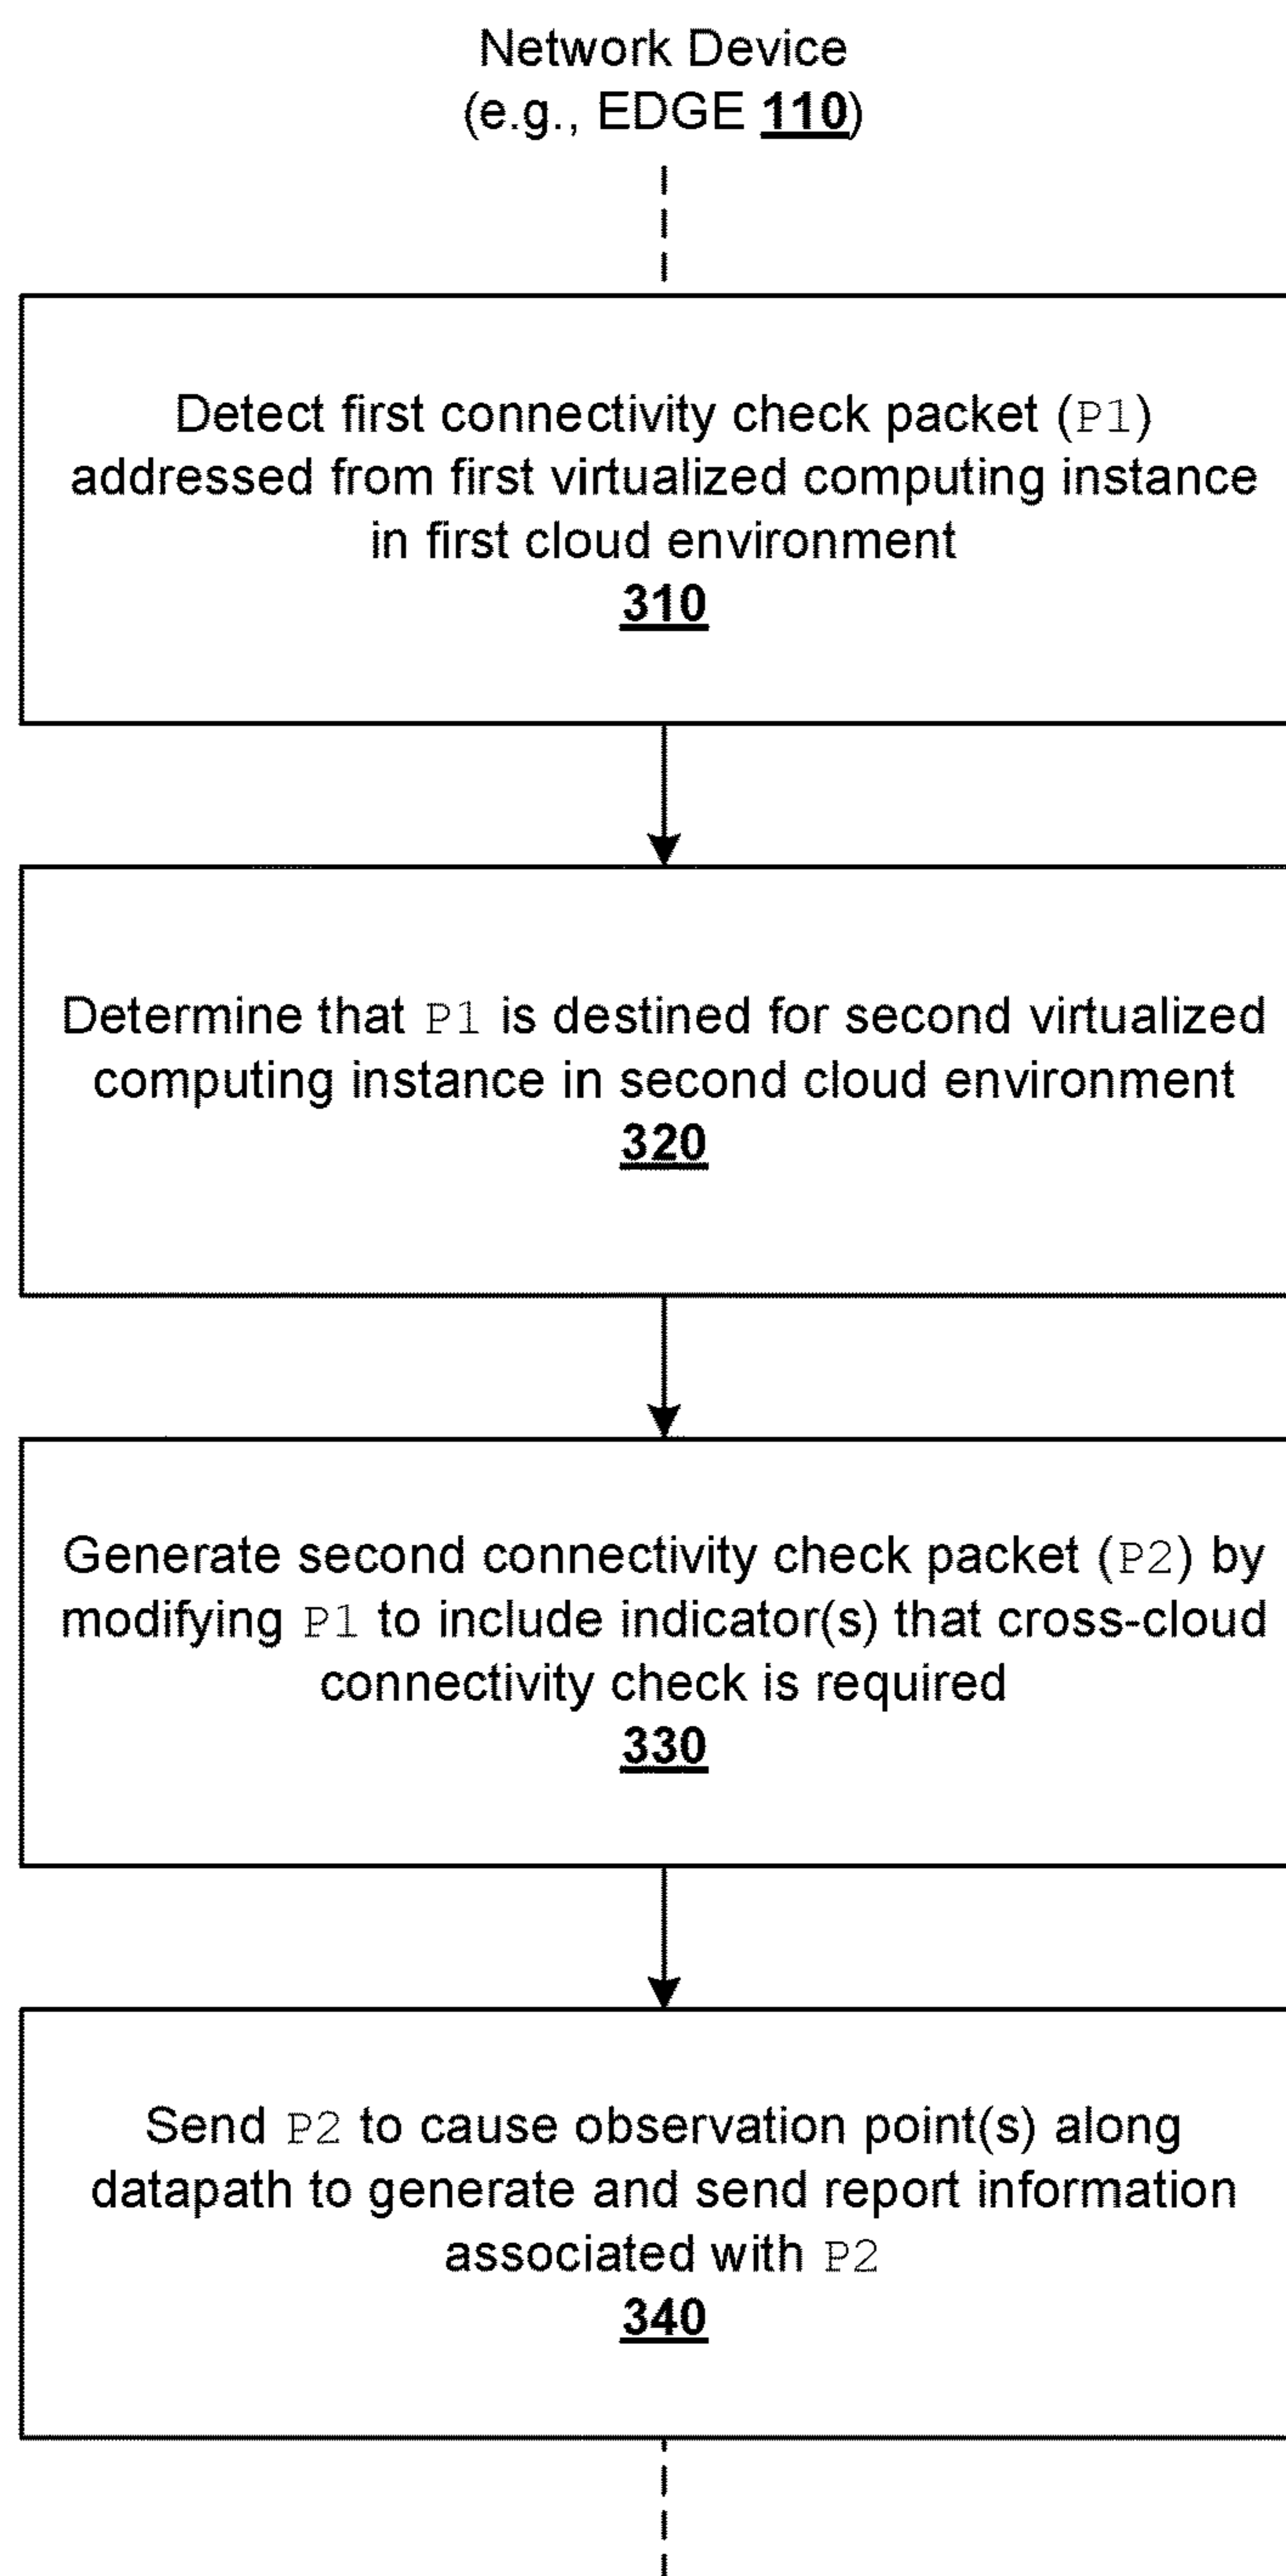 Network Device
(e.g., EDGE 110)
Detect first connectivity check packet (P1)
addressed from first virtualized computing instance
in first cloud environment
310
Determine that P1 is destined for second virtualized
computing instance in second cloud environment
320
Generate second connectivity check packet (P2) by
modifying P1 to include indicator(s) that cross-cloud
connectivity check is required
330
Send P2 to cause observation point(s) along
datapath to generate and send report information
associated with P2
340